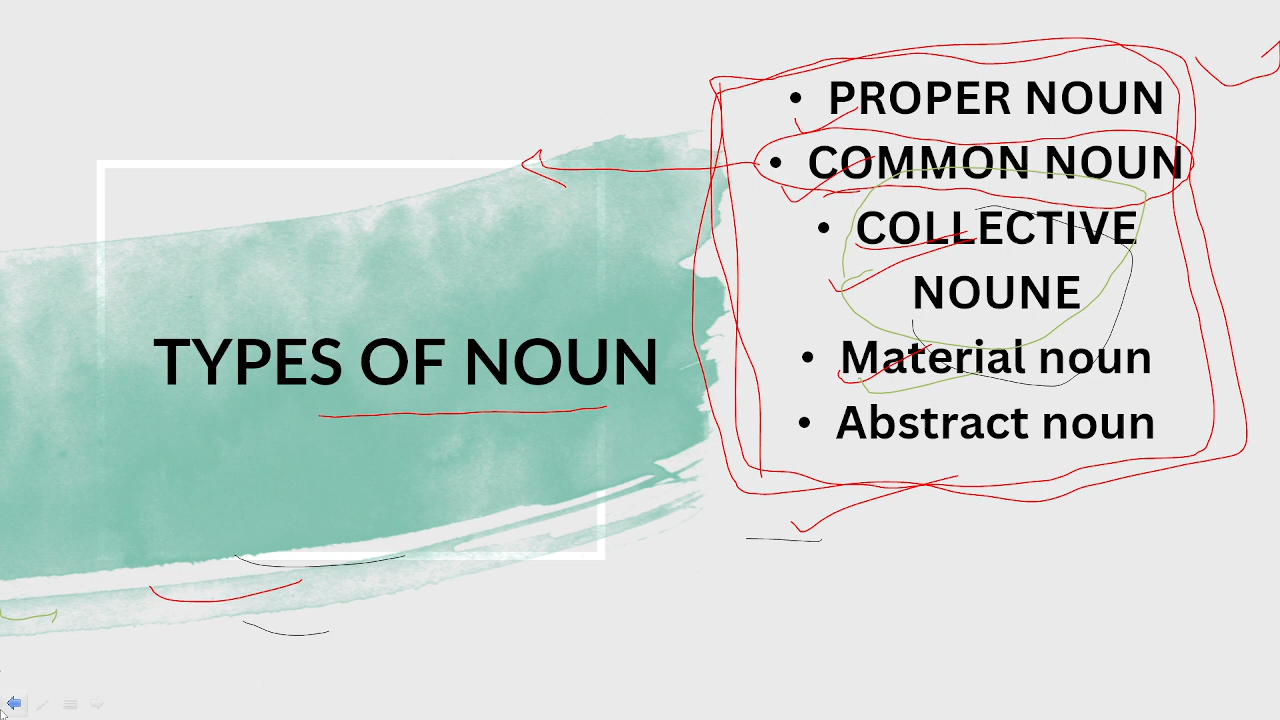 TYPES OF NOUN
• PROPER NOUN
• COMMON NOUN
• COLLECTIVE
NOUNE
• Material noun
• Abstract noun